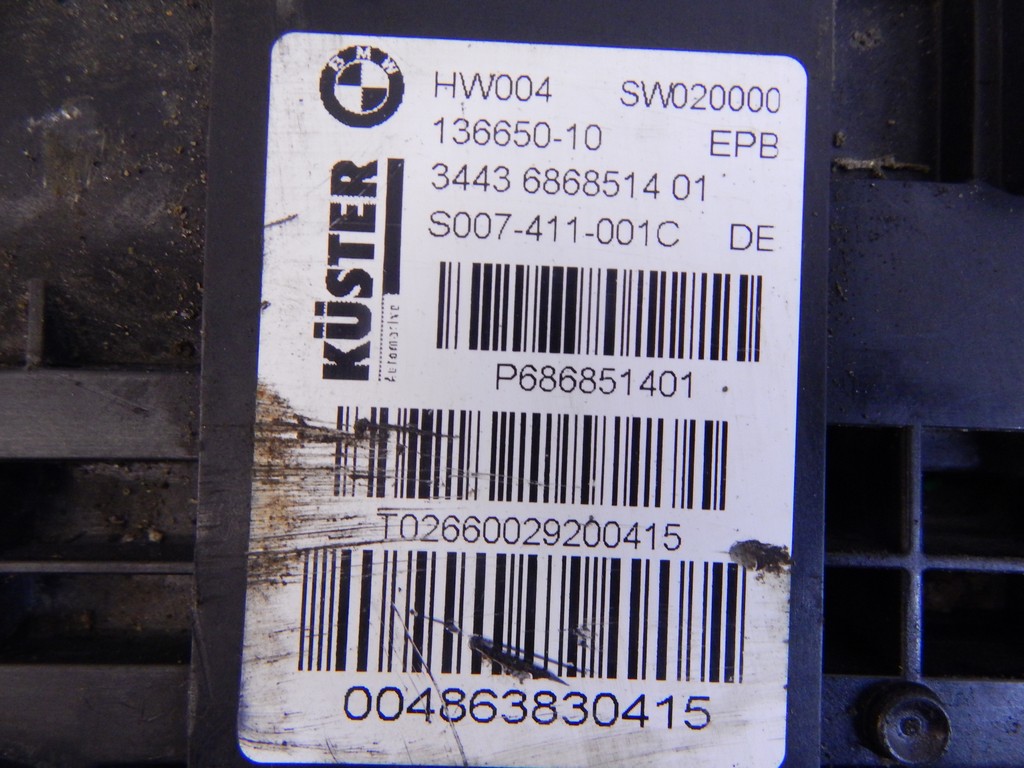 BMW
HW004 SW020000
136650-10 EPB
3443 6868514 01
S007-411-001C DE
KÜSTER
Automotive
P686851401
T02660029200415
004863830415